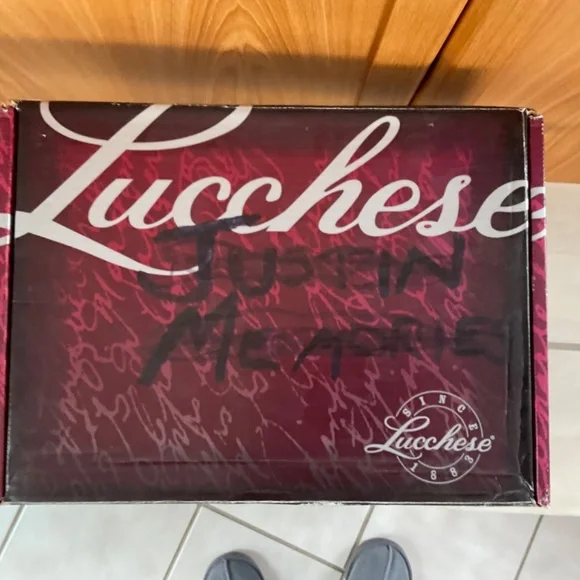 Lucchese
JUSTIN
MEMORIES
SINCE
Lucchese
1883